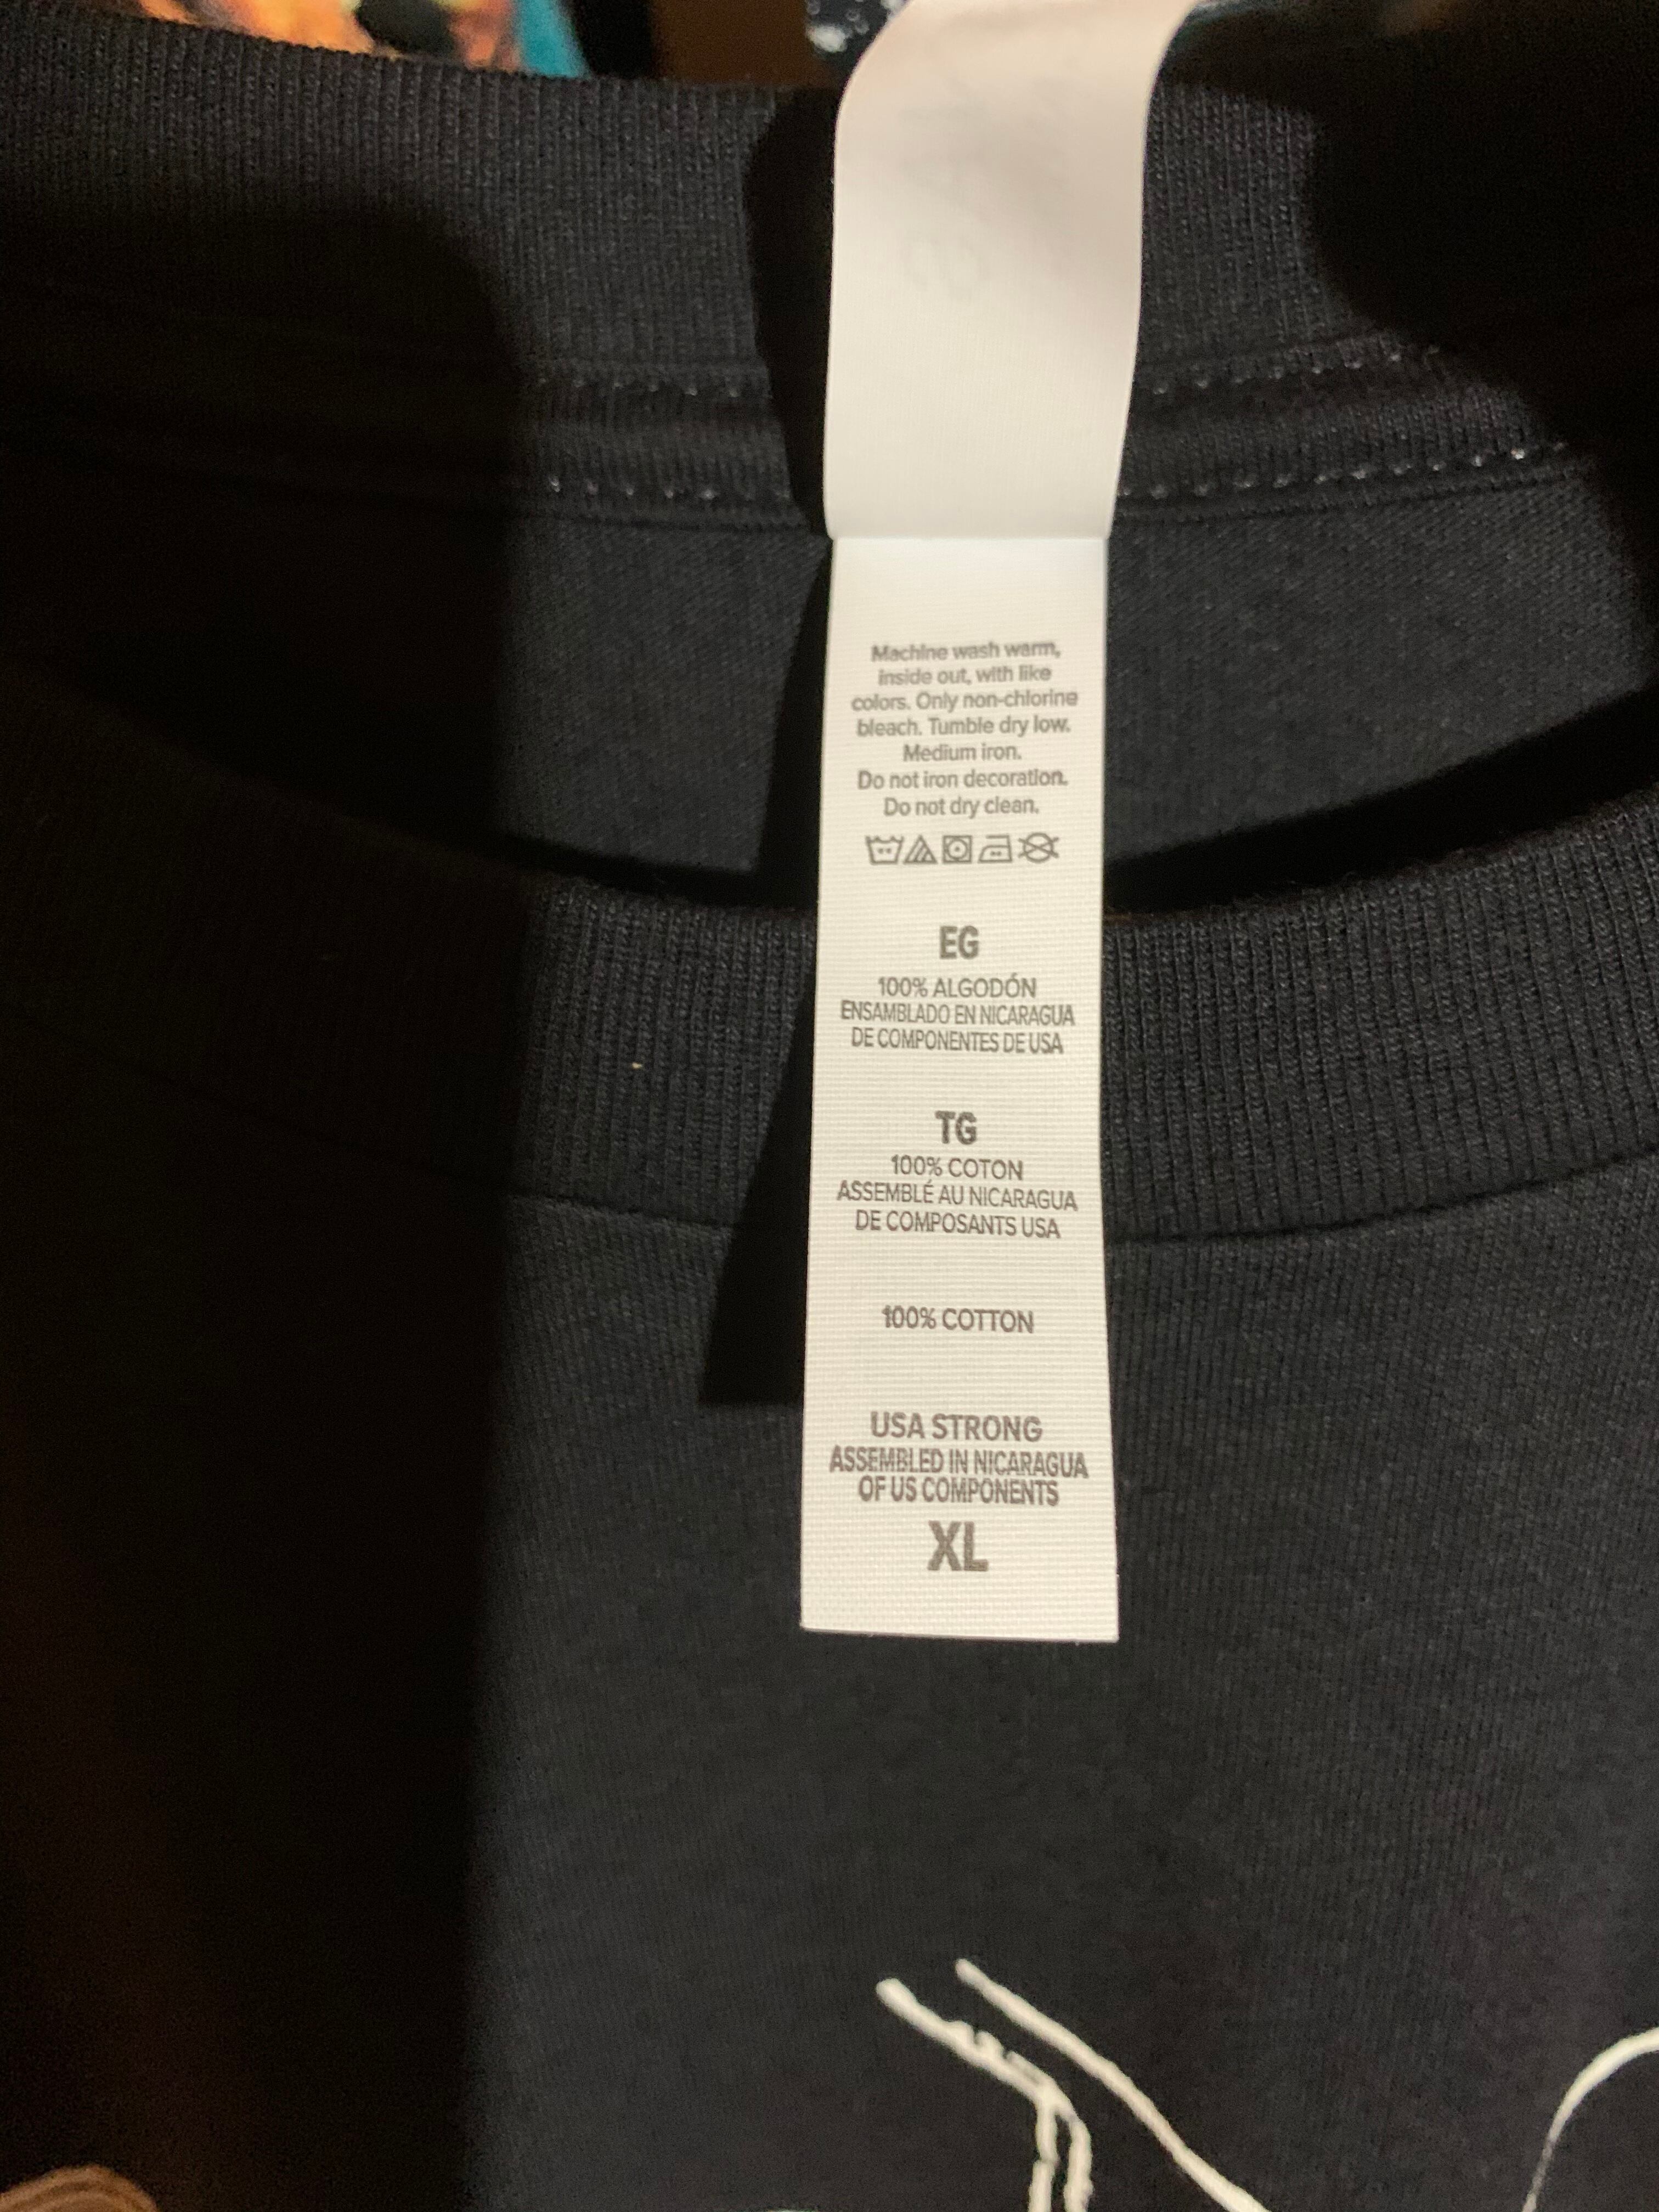 Machine wash warm,
inside out, with like
colors. Only non-chlorine
bleach. Tumble dry low.
Medium iron.
Do not iron decoration.
Do not dry clean.
EG
100% ALGODÓN
ENSAMBLADO EN NICARAGUA
DE COMPONENTES DE USA
TG
100% COTON
ASSEMBLÉ AU NICARAGUA
DE COMPOSANTS USA
100% COTTON
USA STRONG
ASSEMBLED IN NICARAGUA
OF US COMPONENTS
XL